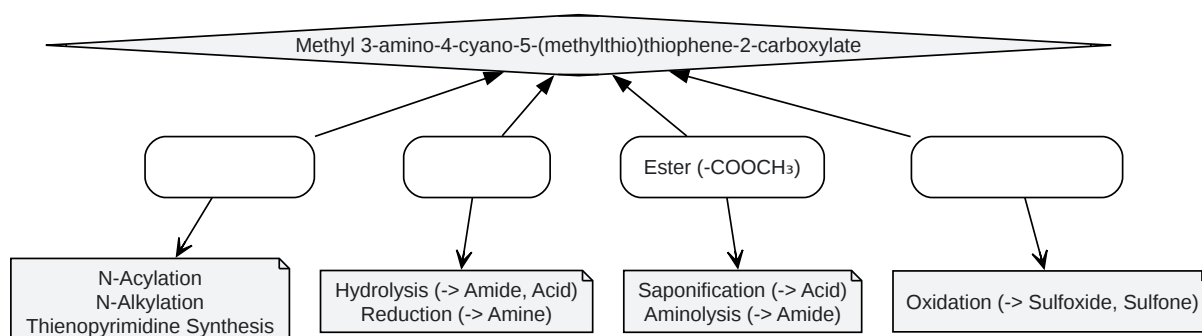 Methyl 3-amino-4-cyano-5-(methylthio)thiophene-2-carboxylate
Ester (-COOCH₃)
N-Acylation
N-Alkylation
Thienopyrimidine Synthesis
Hydrolysis (-> Amide, Acid)
Reduction (-> Amine)
Saponification (-> Acid)
Aminolysis (-> Amide)
Oxidation (-> Sulfoxide, Sulfone)